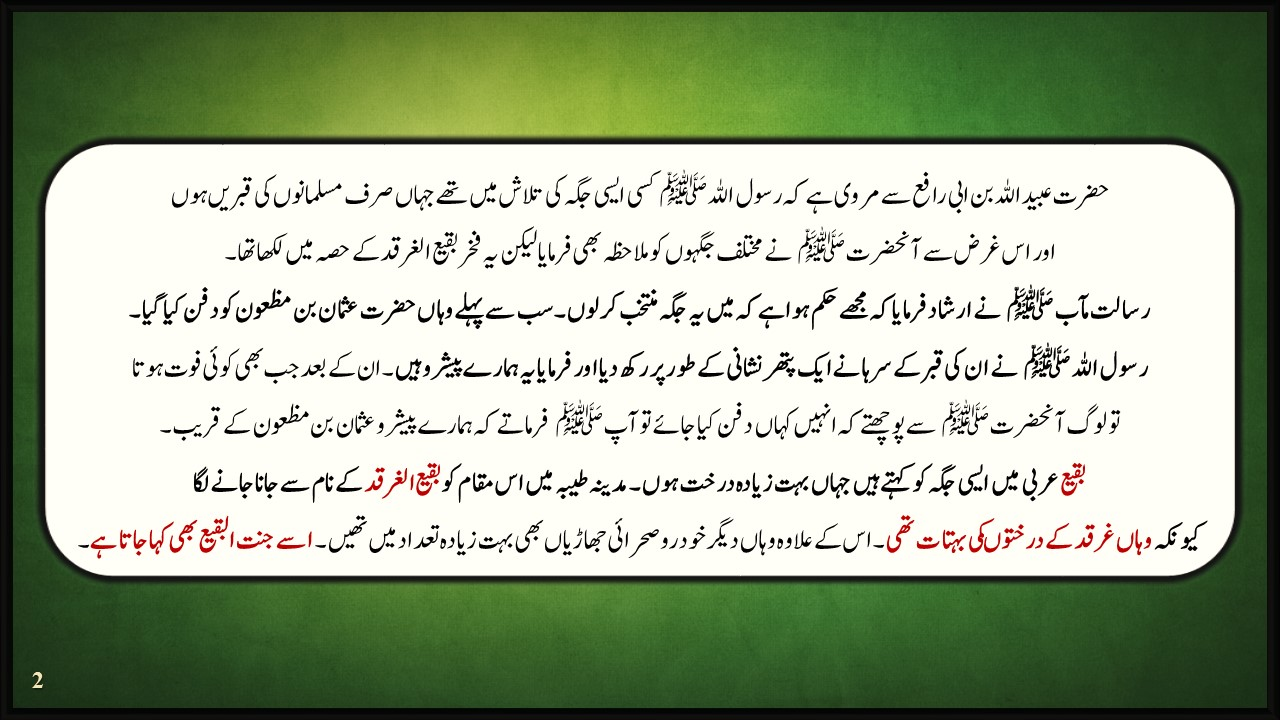 حضرت عبید اللہ بن ابی رافع سے مروی ہے کہ رسول اللہ ﷺ کسی ایسی جگہ کی تلاش میں تھے جہاں صرف مسلمانوں کی قبریں ہوں
اور اس غرض سے آنحضرت ﷺ نے مختلف جگہوں کو ملاحظہ بھی فرمایا لیکن یہ فخر بقیع الغرقد کے حصہ میں لکھا تھا۔
رسالت مآب ﷺ نے ارشاد فرمایا کہ مجھے حکم ہوا ہے کہ میں یہ جگہ منتخب کر لوں۔ سب سے پہلے وہاں حضرت عثمان بن مظعون کو دفن کیا گیا۔
رسول اللہ ﷺ نے ان کی قبر کے سرہانے ایک پتھر نشانی کے طور پر رکھ دیا اور فرمایا یہ ہمارے پیشرو ہیں۔ ان کے بعد جب بھی کوئی فوت ہوتا
تو لوگ آنحضرت ﷺ سے پوچھتے کہ انہیں کہاں دفن کیا جائے تو آپ ﷺ فرماتے کہ ہمارے پیشرو عثمان بن مظعون کے قریب۔
بقیع عربی میں ایسی جگہ کو کہتے ہیں جہاں بہت زیادہ درخت ہوں۔ مدینہ طیبہ میں اس مقام کو بقیع الغرقد کے نام سے جانا جانے لگا
کیونکہ وہاں غرقد کے درختوں کی بہتات تھی۔ اس کے علاوہ وہاں دیگر خود رو صحرائی جھاڑیاں بھی بہت زیادہ تعداد میں تھیں۔ اسے جنت البقیع بھی کہا جاتا ہے۔
2